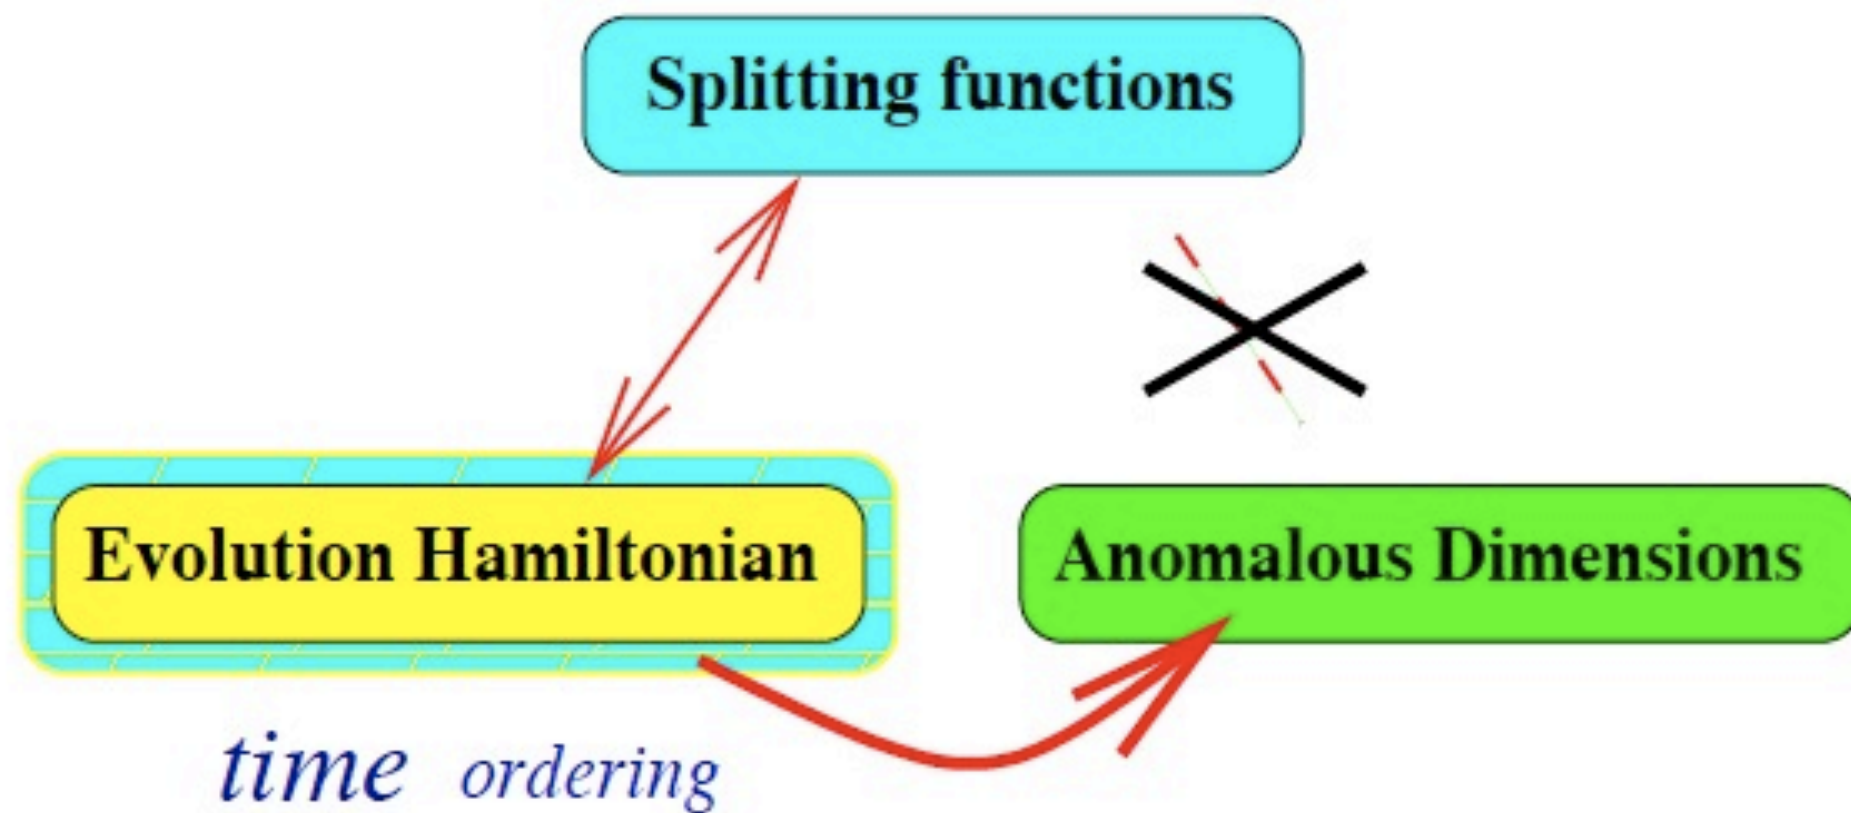 Splitting functions
Evolution Hamiltonian
Anomalous Dimensions
time ordering